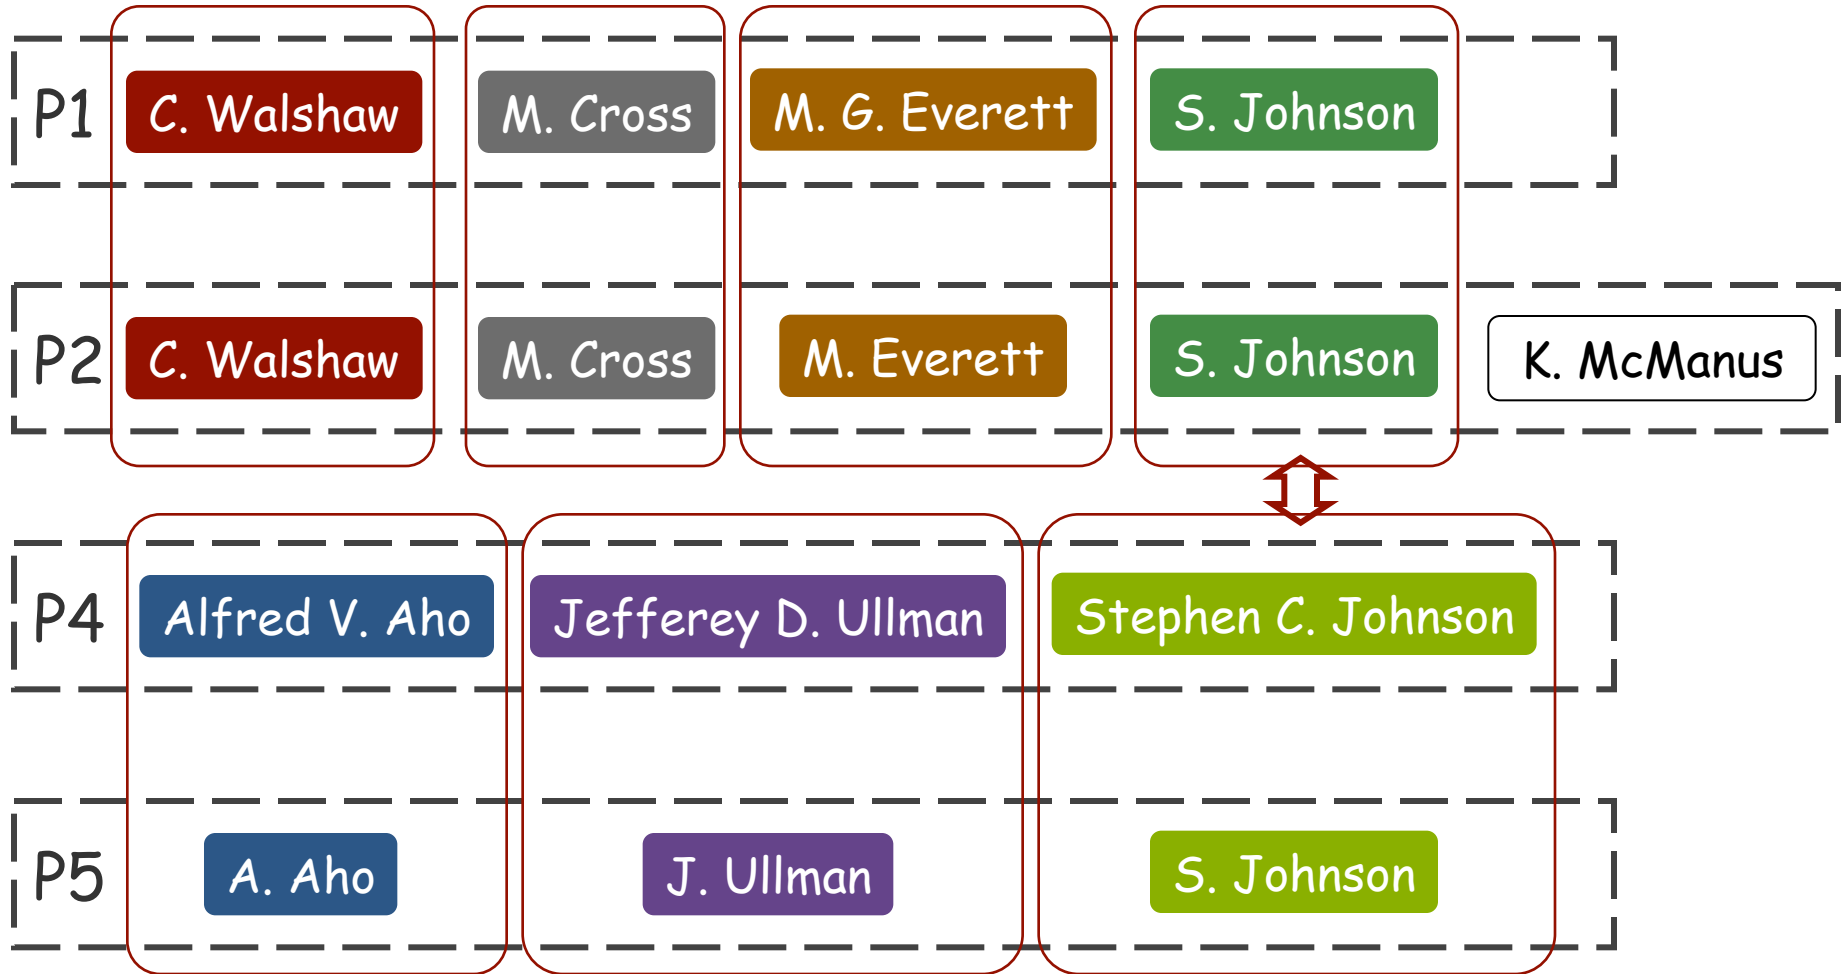 P1 C. Walshaw M. Cross M. G. Everett S. Johnson
P2 C. Walshaw M. Cross M. Everett S. Johnson K. McManus
P4 Alfred V. Aho Jefferey D. Ullman Stephen C. Johnson
P5 A. Aho J. Ullman S. Johnson